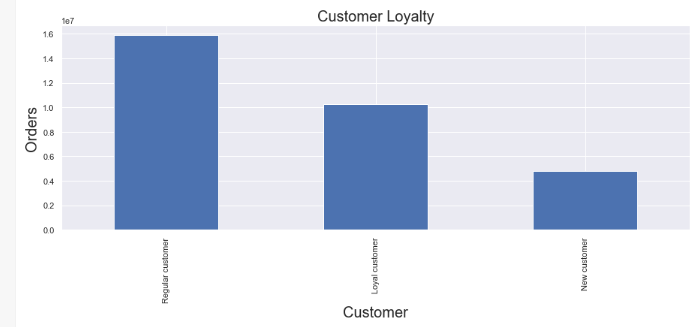 Customer Loyalty
1e7
1.6
1.4
1.2
1.0
0.8
0.6
0.4
0.2
0.0
Orders
Regular customer
Loyal customer
New customer
Customer